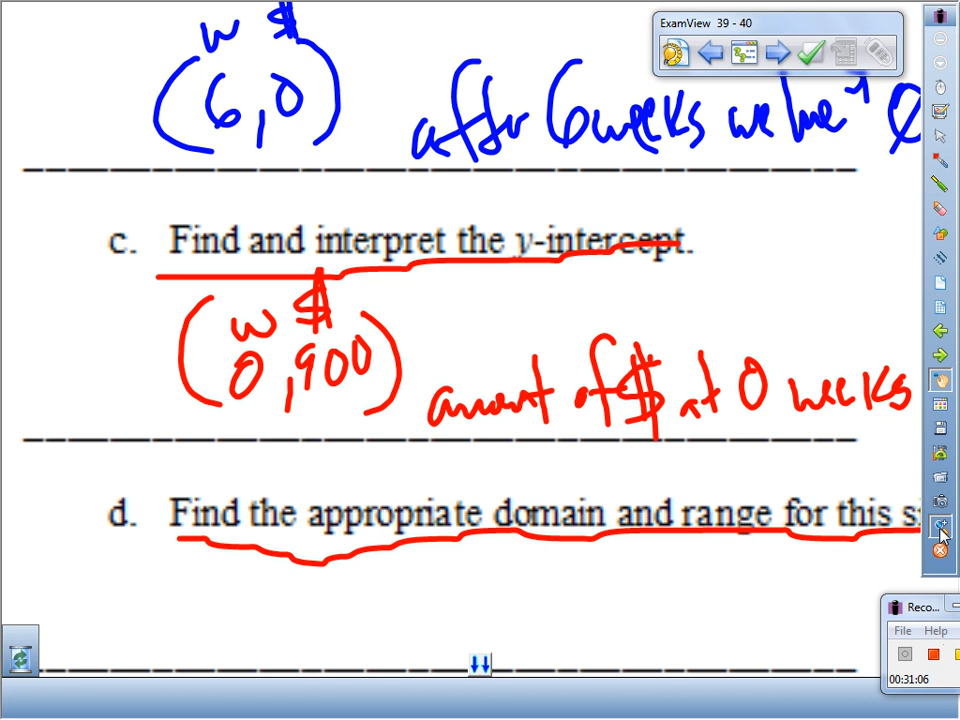 ExamView 39 - 40
w $
(6,0) after 6 weeks we have
c. Find and interpret the y-intercept.
w $
(0,900) amount of $ at 0 weeks
d. Find the appropriate domain and range for this
Reco...
File Help
00:31:06